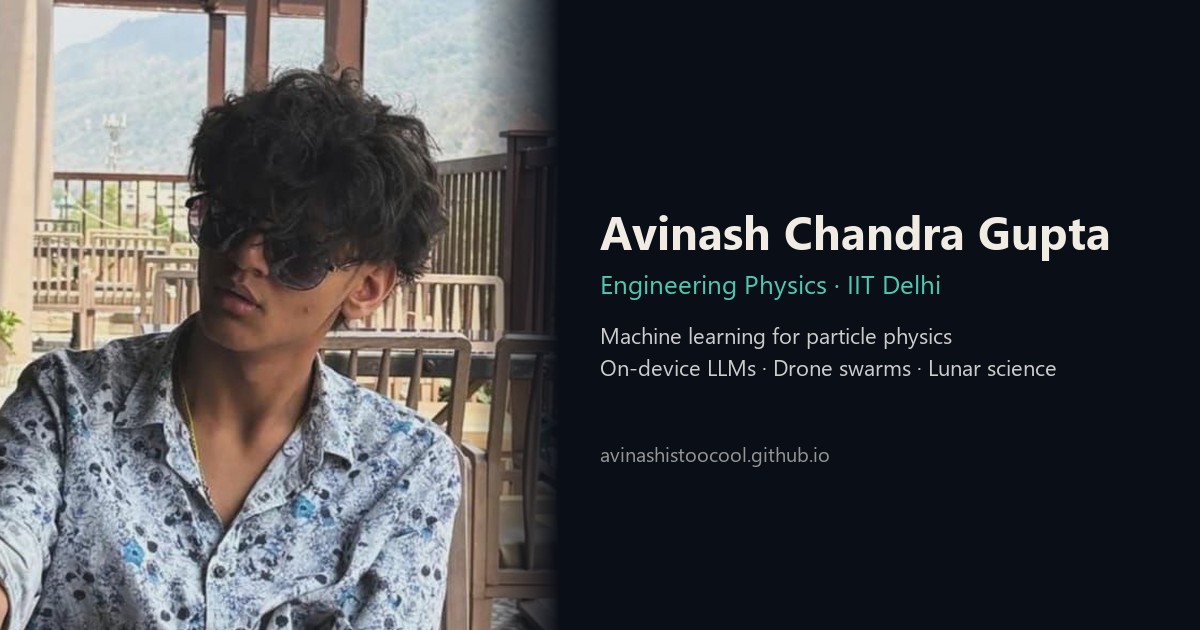 Avinash Chandra Gupta
Engineering Physics · IIT Delhi
Machine learning for particle physics
On-device LLMs · Drone swarms · Lunar science
avinashistoocool.github.io